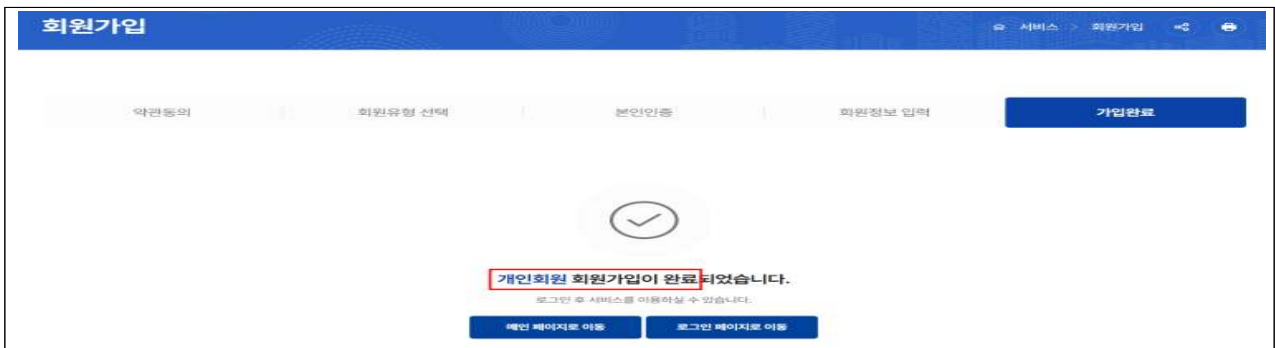 회원가입
서비스 > 회원가입
약관동의
회원유형 선택
본인인증
회원정보 입력
가입완료
개인회원 회원가입이 완료되었습니다.
로그인 후 서비스를 이용하실 수 있습니다.
메인 페이지로 이동
로그인 페이지로 이동